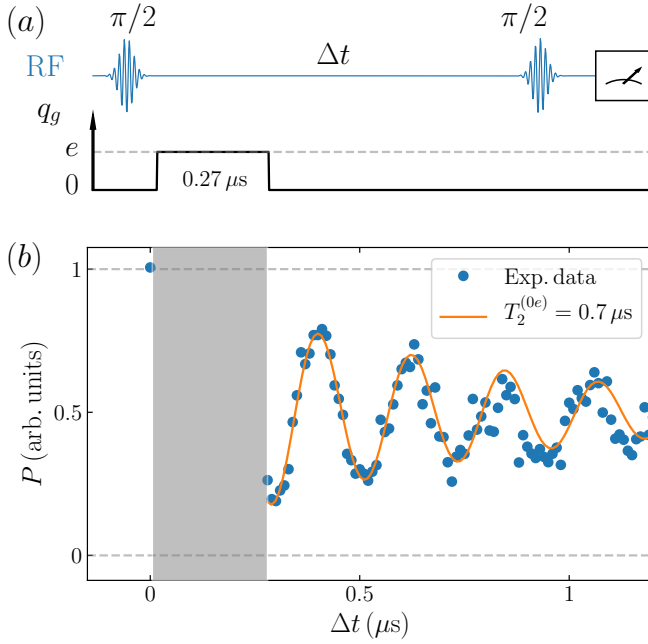 (a)
π/2
π/2
RF
Δt
q_g
e
0.27 μs
0
(b)
1
Exp. data
T_2^{(0e)} = 0.7 μs
P (arb. units)
0.5
0
0
0.5
1
Δt (μs)